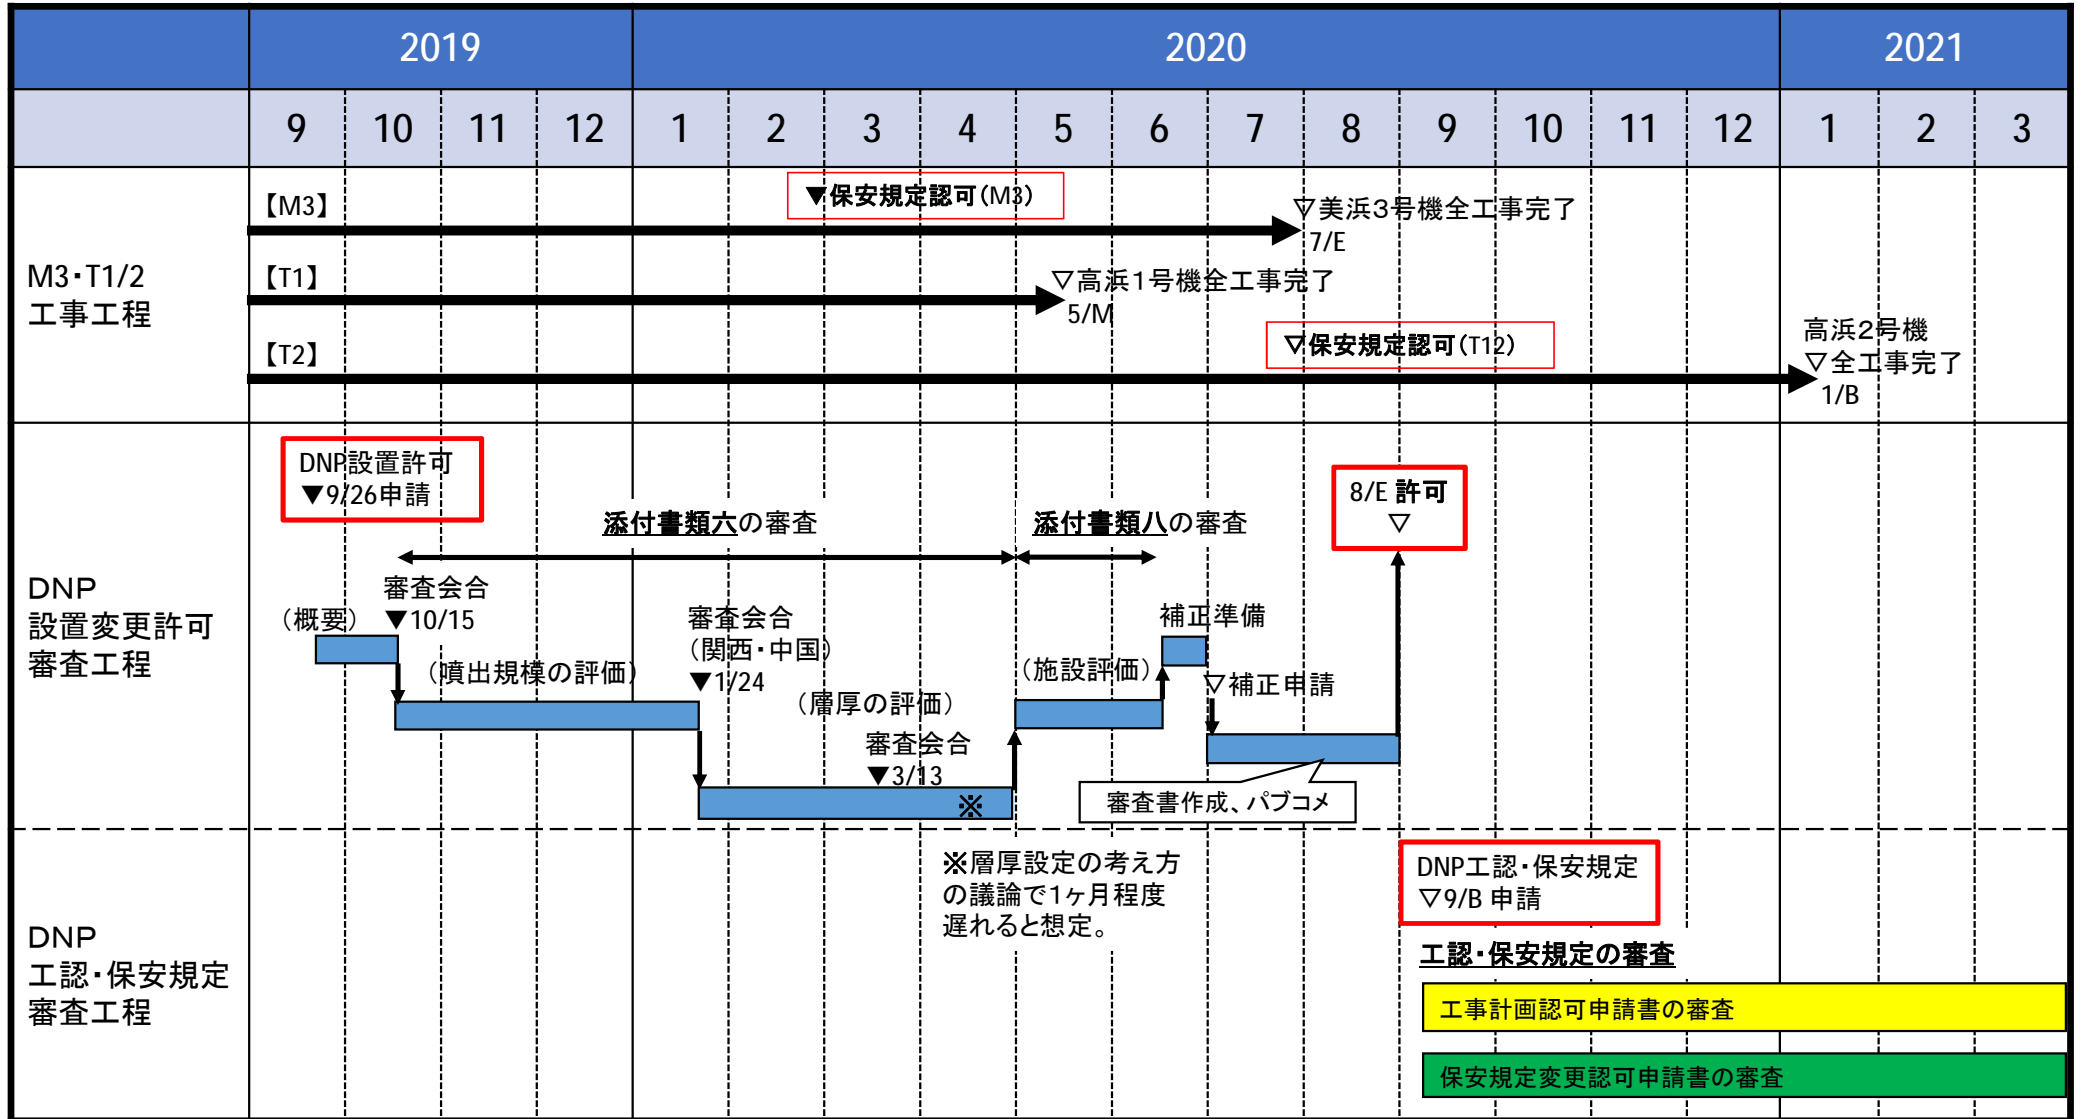 2019
2020
2021
9 10 11 12 1 2 3 4 5 6 7 8 9 10 11 12 1 2 3
M3・T1/2
工事工程
【M3】
▼保安規定認可(M3)
▽美浜３号機全工事完了
7/E
【T1】
▽高浜１号機全工事完了
5/M
【T2】
▽保安規定認可(T12)
高浜２号機
▽全工事完了
1/B
DNP
設置変更許可
審査工程
DNP設置許可
▼9/26申請
添付書類六の審査
添付書類八の審査
8/E 許可
▽
（概要）
審査会合
▼10/15
（噴出規模の評価）
審査会合
（関西・中国）
▼1/24
（層厚の評価）
審査会合
▼3/13
※
（施設評価）
補正準備
▽補正申請
審査書作成、パブコメ
DNP
工認・保安規定
審査工程
※層厚設定の考え方
の議論で１ヶ月程度
遅れると想定。
DNP工認・保安規定
▽9/B 申請
工認・保安規定の審査
工事計画認可申請書の審査
保安規定変更認可申請書の審査